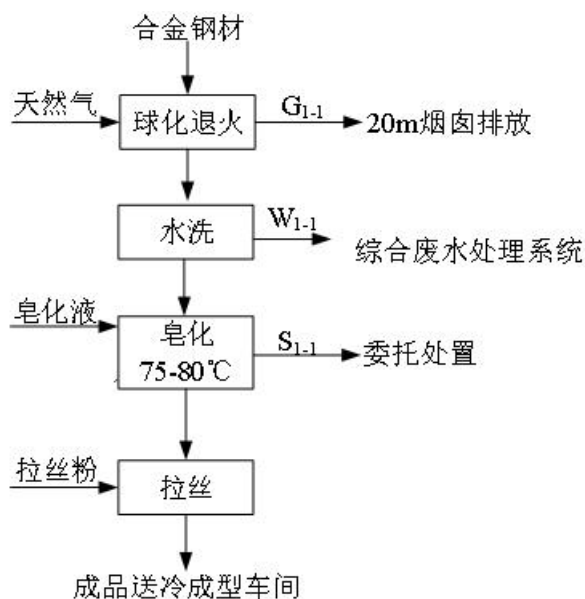 合金钢材
天然气
球化退火
G1-1
20m烟囱排放
水洗
W1-1
综合废水处理系统
皂化液
皂化
75-80℃
S1-1
委托处置
拉丝粉
拉丝
成品送冷成型车间